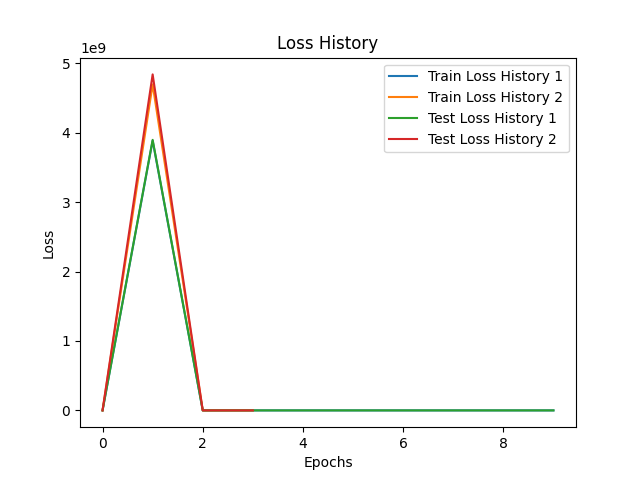 Loss History
1e9
5
4
3
2
1
0
Loss
Train Loss History 1
Train Loss History 2
Test Loss History 1
Test Loss History 2
0 2 4 6 8
Epochs